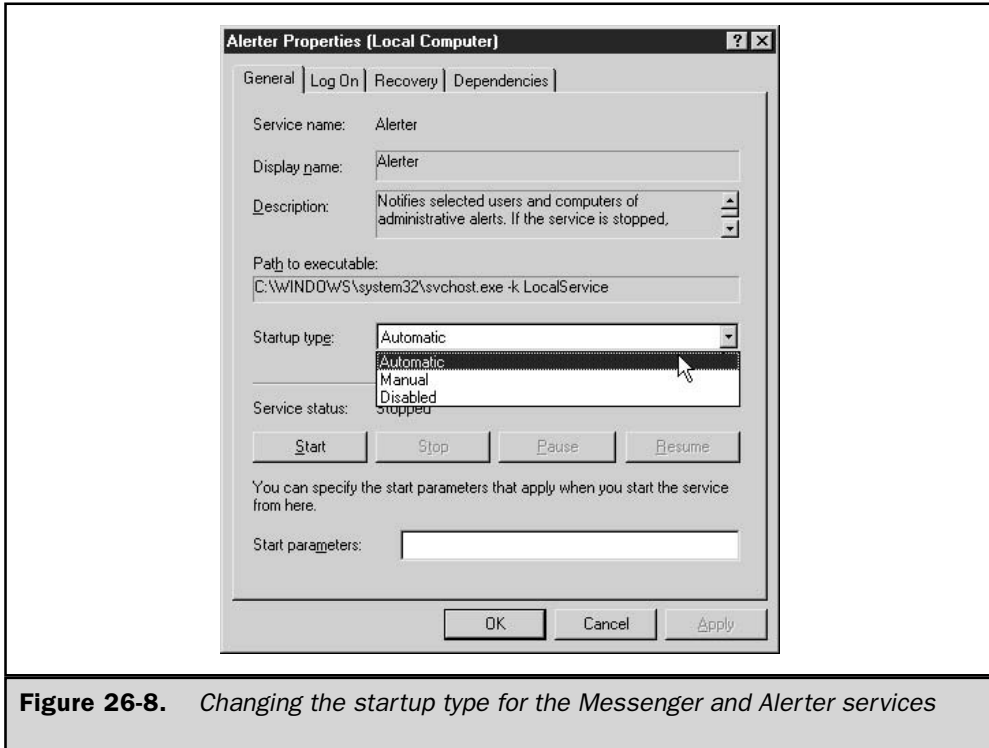 Alerter Properties (Local Computer)
General Log On Recovery Dependencies
Service name: Alerter
Display name: Alerter
Description: Notifies selected users and computers of
administrative alerts. If the service is stopped,
Path to executable:
C:\WINDOWS\system32\svchost.exe -k LocalService
Startup type: Automatic
Automatic
Manual
Disabled
Service status: Stopped
Start Stop Pause Resume
You can specify the start parameters that apply when you start the service
from here.
Start parameters:
OK Cancel Apply
Figure 26-8. Changing the startup type for the Messenger and Alerter services